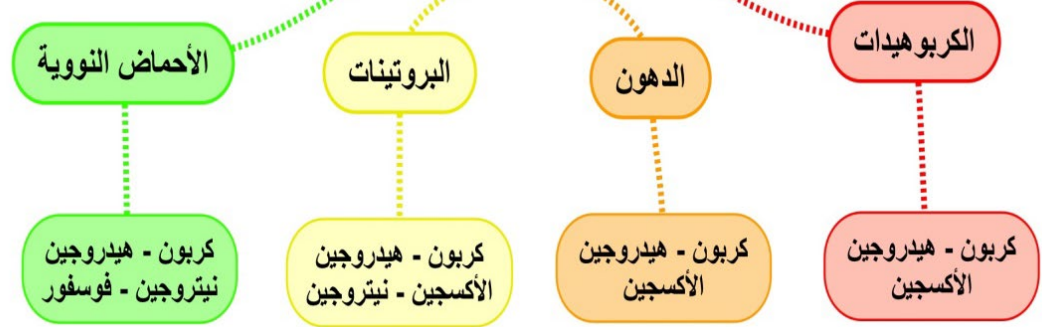 الكربوهيدات
الدهون
البروتينات
الأحماض النووية
كربون - هيدروجين
الأكسجين
كربون - هيدروجين
الأكسجين
كربون - هيدروجين
الأكسجين - نيتروجين
كربون - هيدروجين
نيتروجين - فوسفور